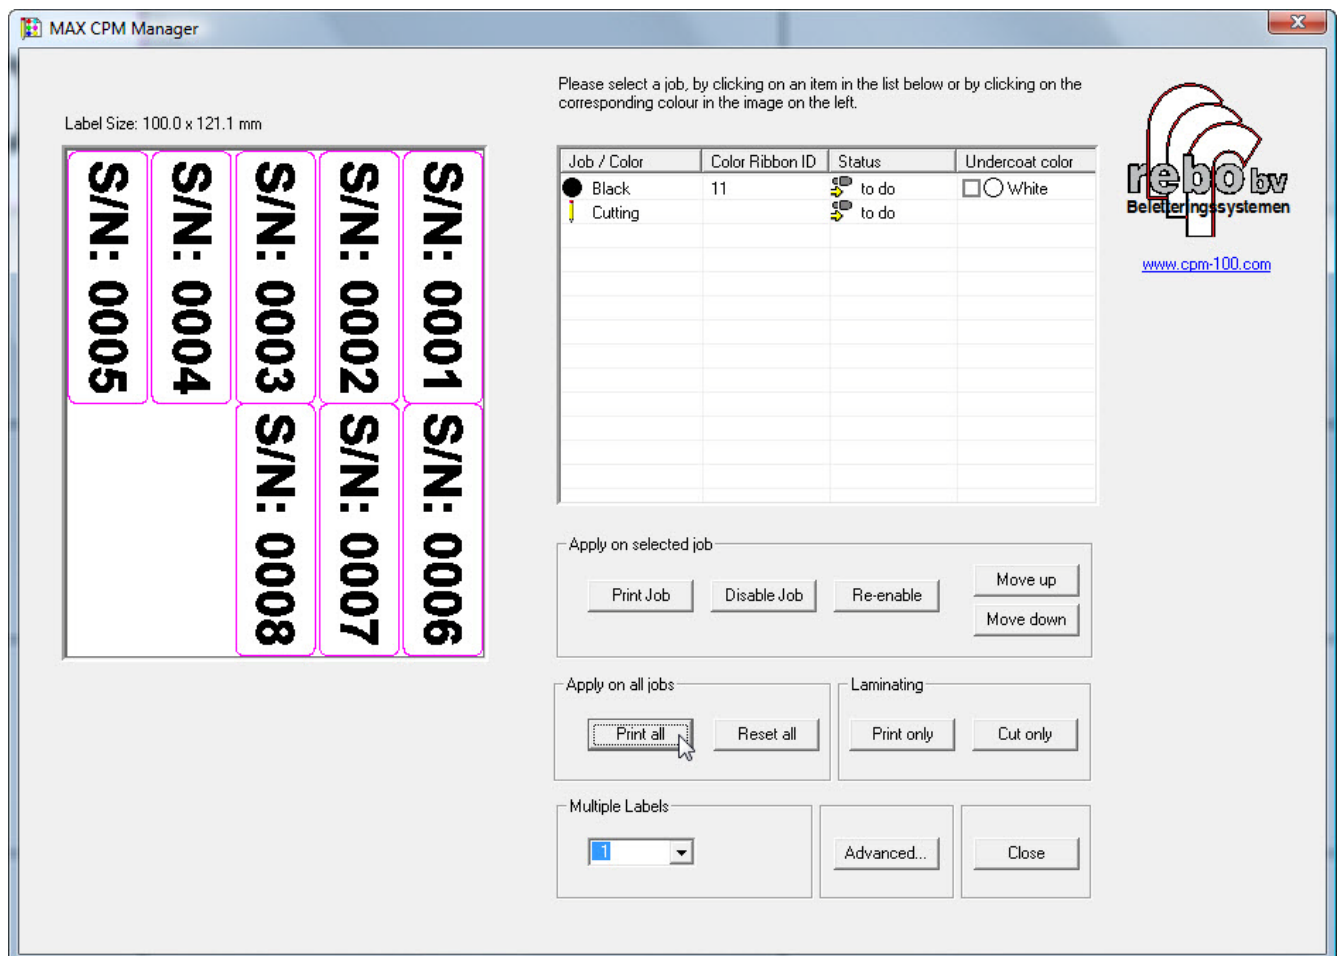 MAX CPM Manager
Please select a job, by clicking on an item in the list below or by clicking on the
corresponding colour in the image on the left.
Label Size: 100.0 x 121.1 mm
S/N: 0005
S/N: 0004
S/N: 0003
S/N: 0002
S/N: 0001
S/N: 0008
S/N: 0007
S/N: 0006
Job / Color Color Ribbon ID Status Undercoat color
Black 11 to do White
Cutting to do
rebo bv
Beletteringssystemen
www.cpm-100.com
Apply on selected job
Print Job Disable Job Re-enable Move up
Move down
Apply on all jobs
Print all Reset all
Laminating
Print only Cut only
Multiple Labels
1
Advanced...
Close